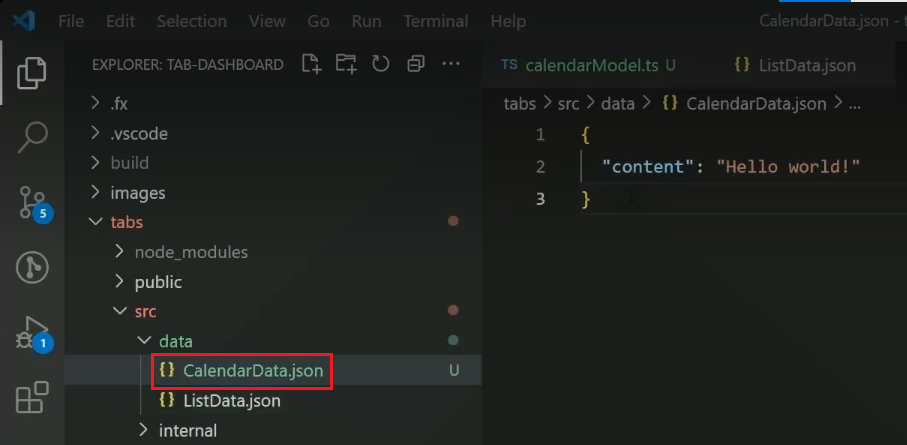 File Edit Selection View Go Run Terminal Help CalendarData.json - t
EXPLORER: TAB-DASHBOARD ...
TS calendarModel.ts U {} ListData.json
tabs > src > data > {} CalendarData.json > ...
> .fx
> .vscode
> build
> images
tabs
> node_modules
> public
src
data
{} CalendarData.json U
{} ListData.json
> internal
5
1
1 {
2 "content": "Hello world!"
3 }